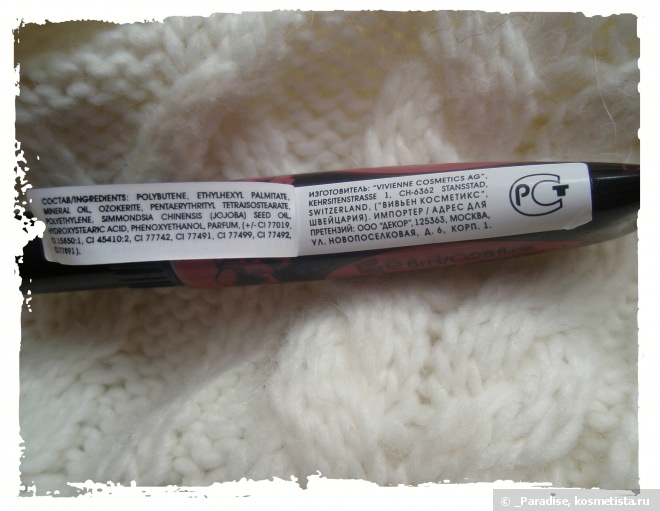 СОСТАВ/INGREDIENTS: POLYBUTENE, ETHYLHEXYL PALMITATE,
MINERAL OIL, OZOKERITE, PENTAERYTHRITYL TETRAISOSTEARATE,
POLYETHYLENE, SIMMONDSIA CHINENSIS (JOJOBA) SEED OIL,
HYDROXYSTEARIC ACID, PHENOXYETHANOL, PARFUM, (+/- CI 77019,
CI 15850:1, CI 45410:2, CI 77742, CI 77491, CI 77499, CI 77492,
CI 77891).
ИЗГОТОВИТЕЛЬ: "VIVIENNE COSMETICS AG",
KEHRSITENSTRASSE 1, CH-6362 STANSSTAD,
SWITZERLAND, ("ВИВЬЕН КОСМЕТИКС",
ШВЕЙЦАРИЯ). ИМПОРТЕР / АДРЕС ДЛЯ
ПРЕТЕНЗИЙ: ООО "ДЕКОР", 125363, МОСКВА,
УЛ. НОВОПОСЕЛКОВАЯ, Д. 6, КОРП. 1.
РСТ
© _Paradise, kosmetista.ru